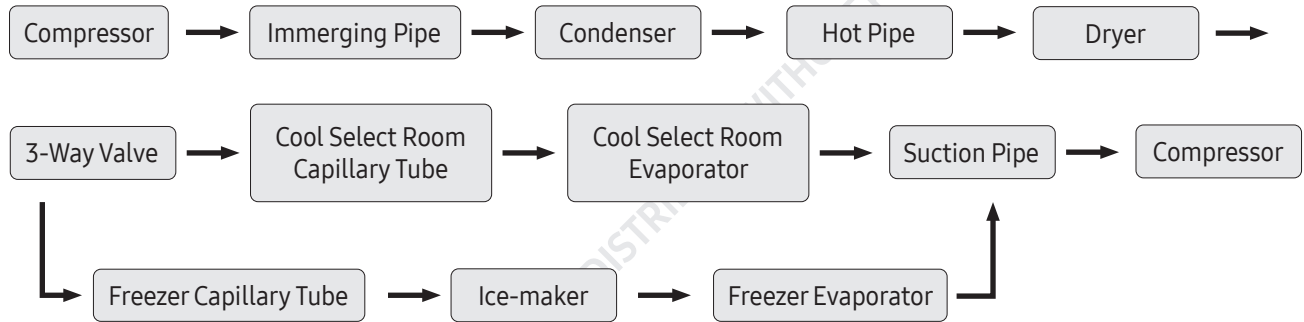 Compressor
Immerging Pipe
Condenser
Hot Pipe
Dryer
3-Way Valve
Cool Select Room
Capillary Tube
Cool Select Room
Evaporator
Suction Pipe
Compressor
Freezer Capillary Tube
Ice-maker
Freezer Evaporator